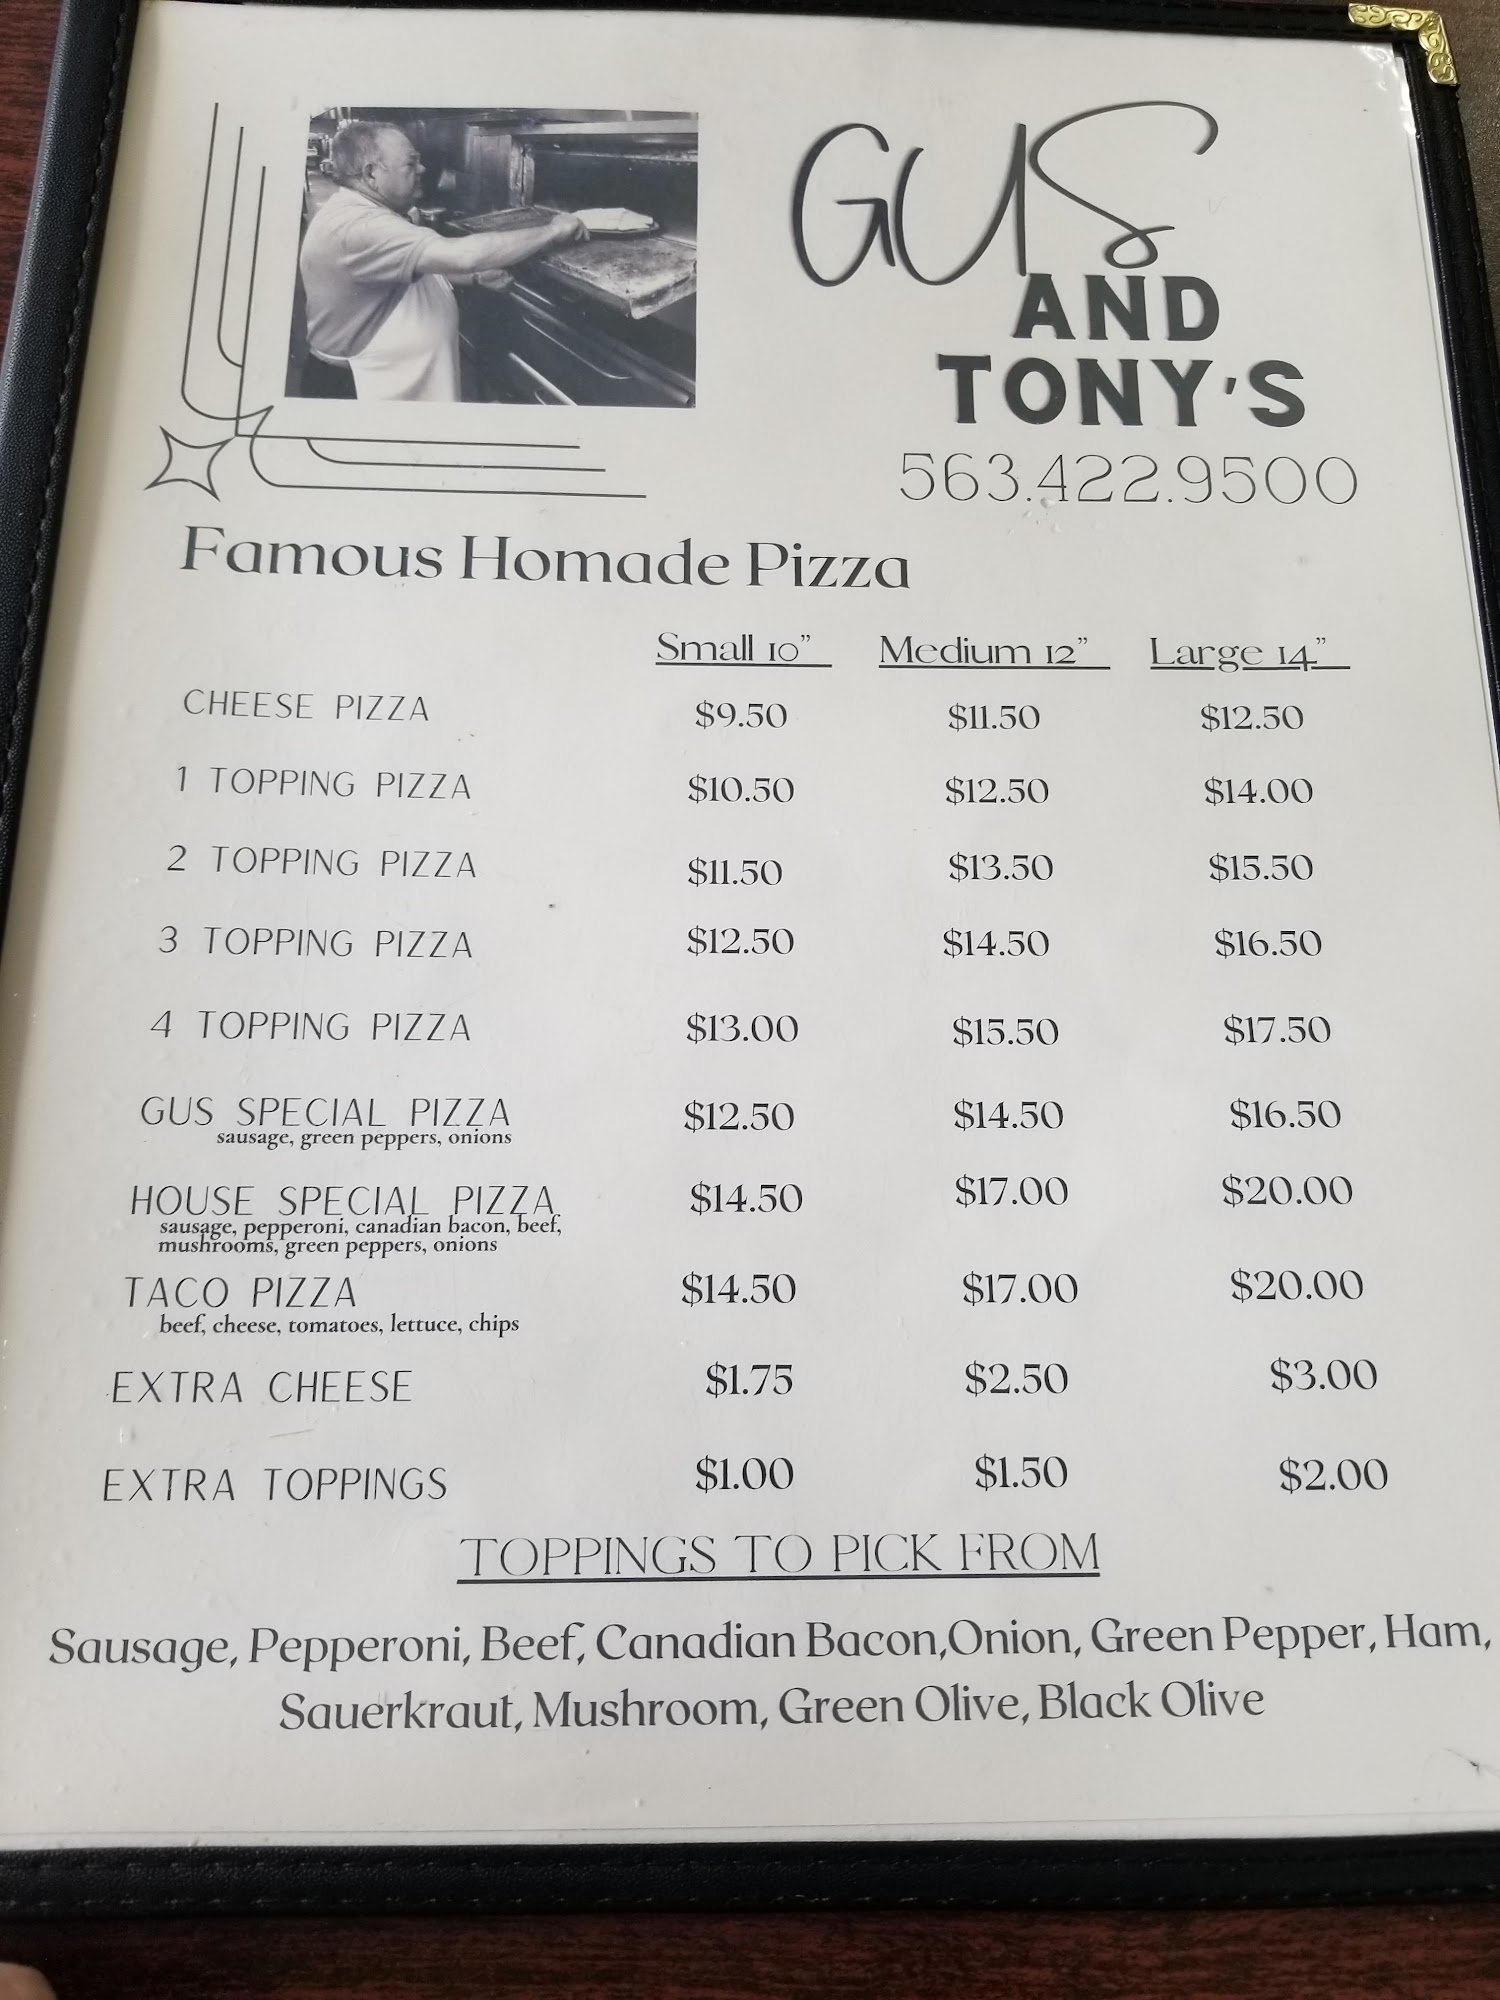 GUS
AND
TONY'S
563.422.9500
Famous Homade Pizza
Small 10" Medium 12" Large 14"
CHEESE PIZZA $9.50 $11.50 $12.50
1 TOPPING PIZZA $10.50 $12.50 $14.00
2 TOPPING PIZZA $11.50 $13.50 $15.50
3 TOPPING PIZZA $12.50 $14.50 $16.50
4 TOPPING PIZZA $13.00 $15.50 $17.50
GUS SPECIAL PIZZA $12.50 $14.50 $16.50
sausage, green peppers, onions
HOUSE SPECIAL PIZZA $14.50 $17.00 $20.00
sausage, pepperoni, canadian bacon, beef,
mushrooms, green peppers, onions
TACO PIZZA $14.50 $17.00 $20.00
beef, cheese, tomatoes, lettuce, chips
EXTRA CHEESE $1.75 $2.50 $3.00
EXTRA TOPPINGS $1.00 $1.50 $2.00
TOPPINGS TO PICK FROM
Sausage, Pepperoni, Beef, Canadian Bacon,Onion, Green Pepper, Ham,
Sauerkraut, Mushroom, Green Olive, Black Olive